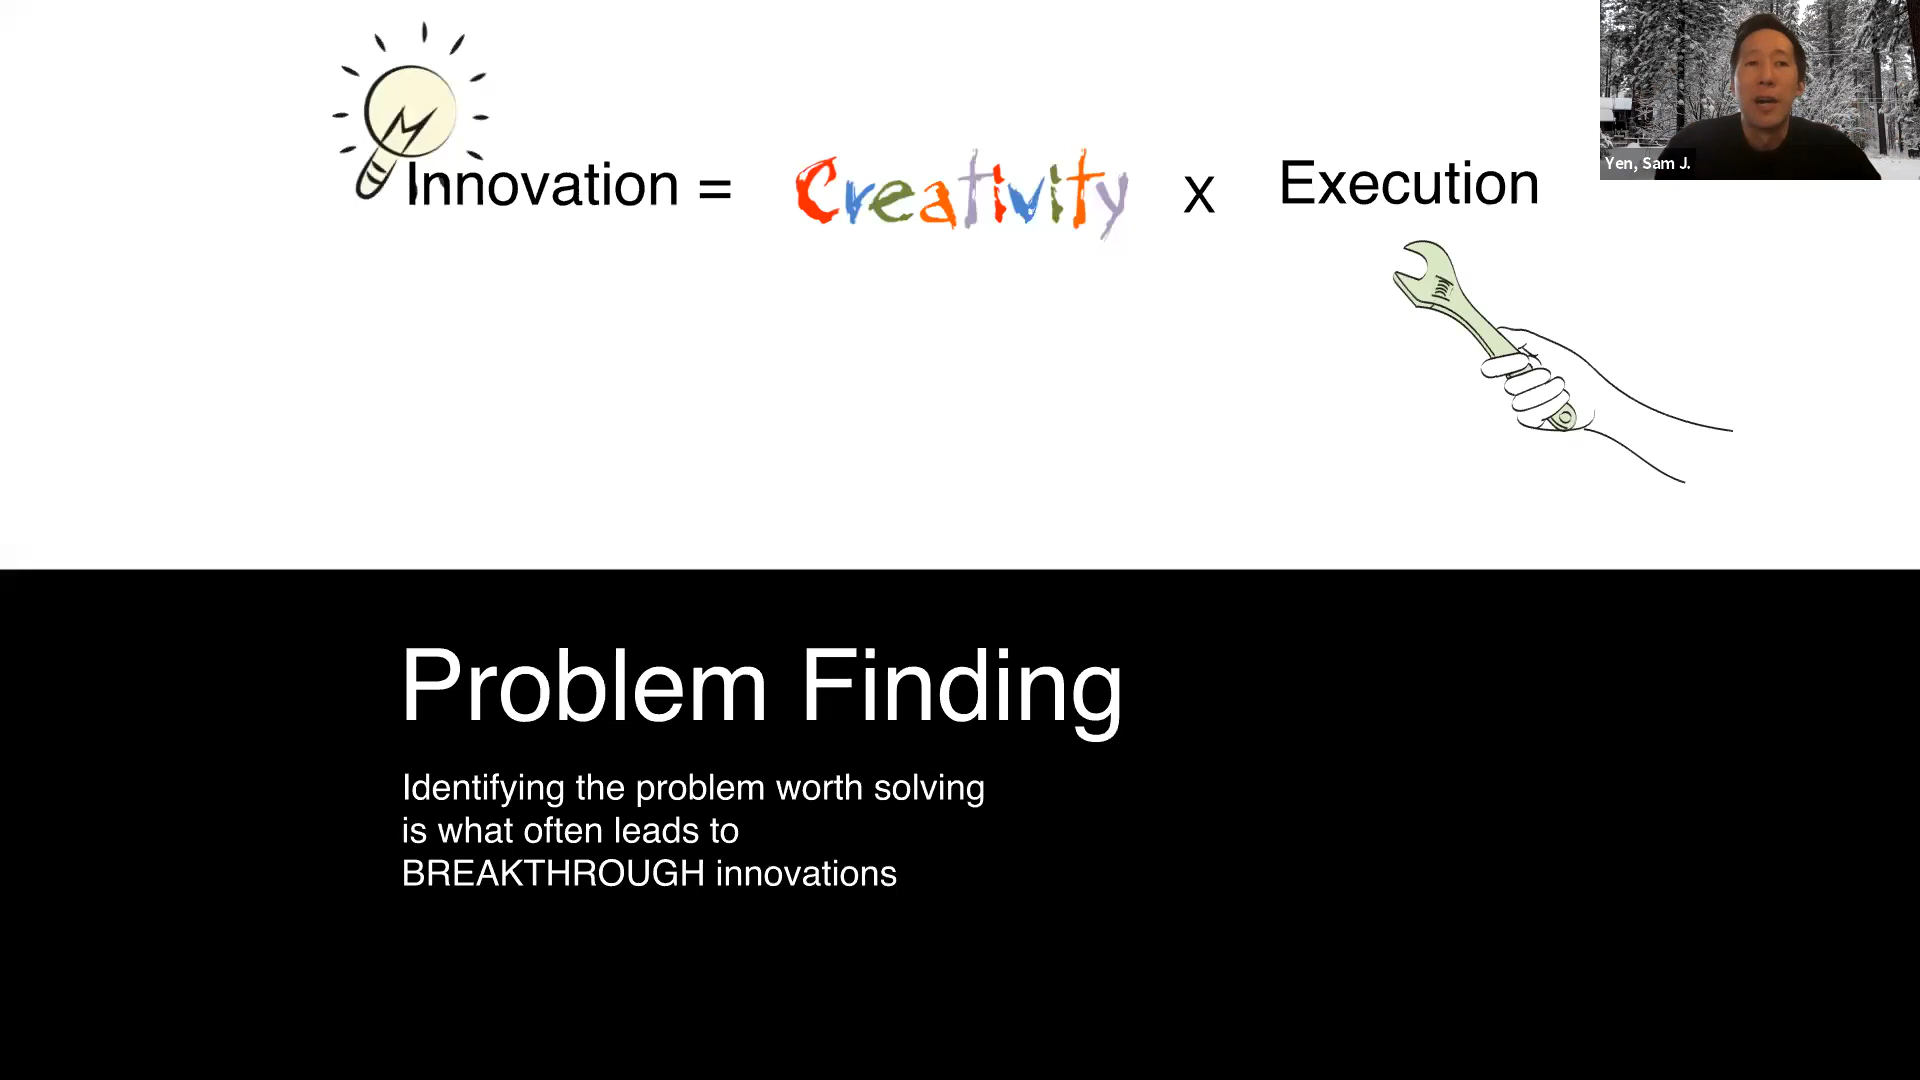 Innovation = Creativity x Execution
Yen, Sam J.
Problem Finding
Identifying the problem worth solving
is what often leads to
BREAKTHROUGH innovations